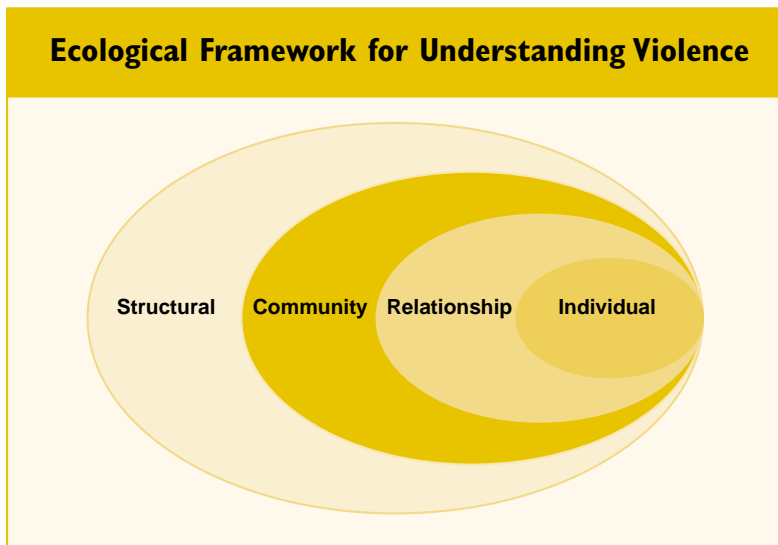 Ecological Framework for Understanding Violence
Structural Community Relationship Individual